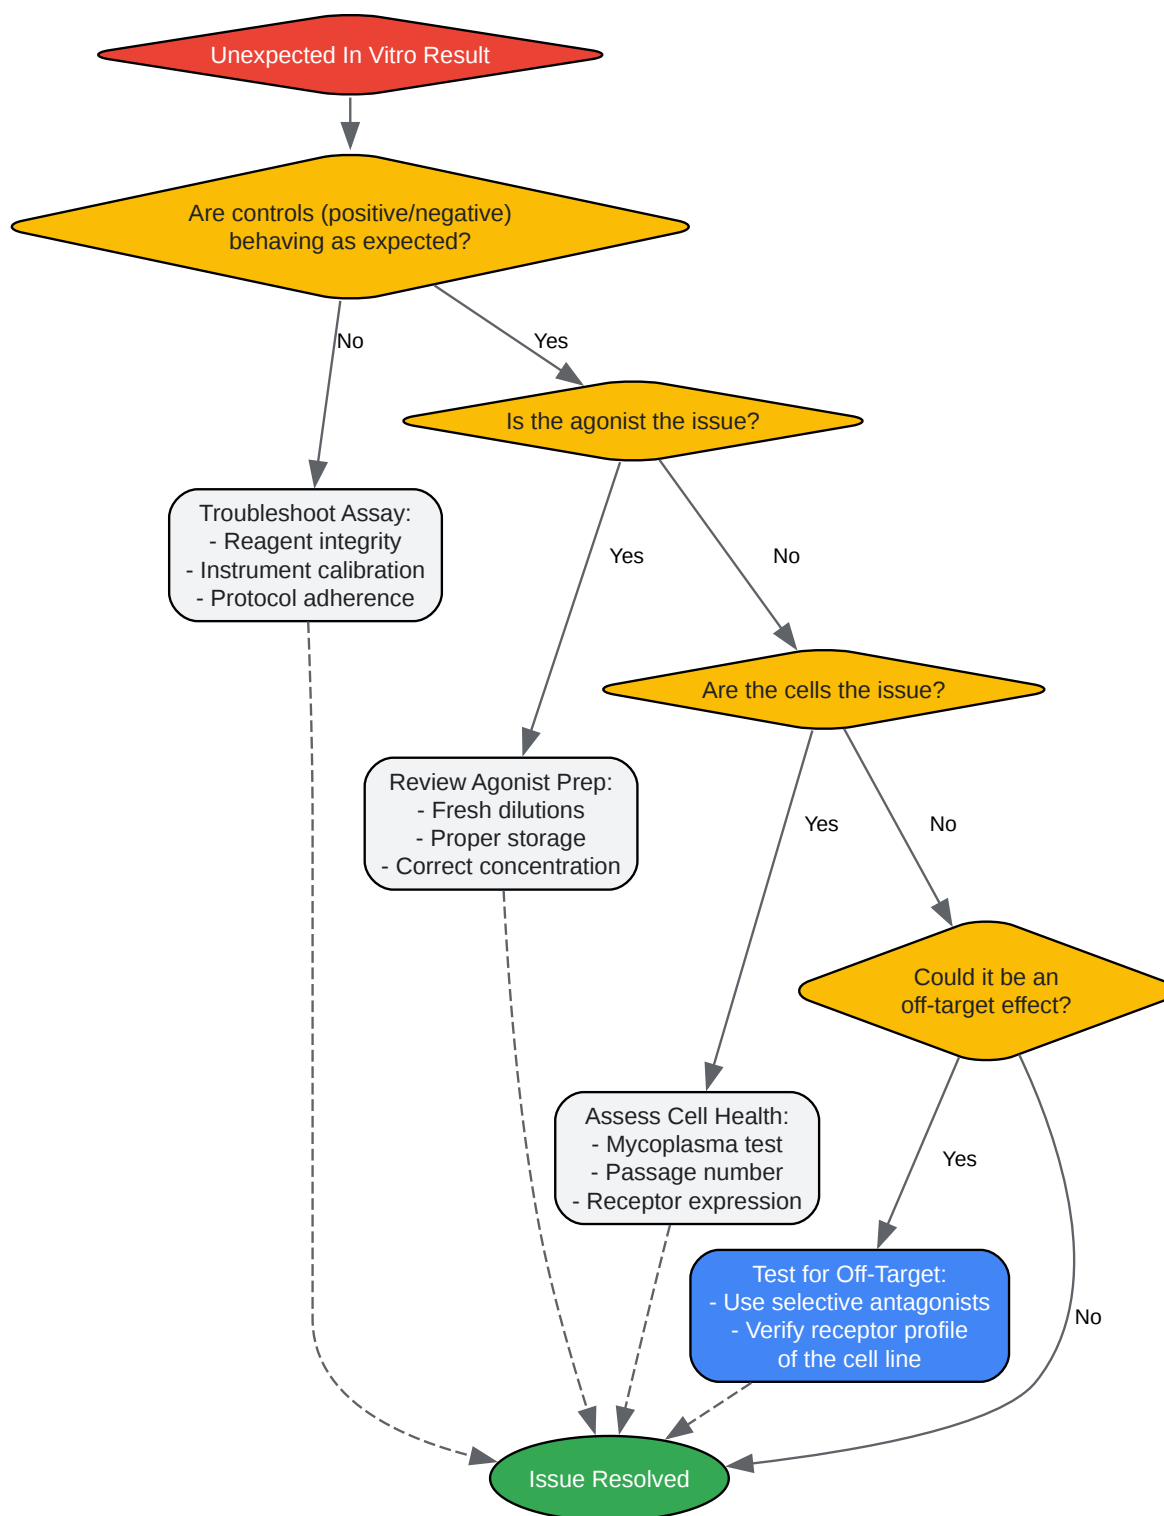 Unexpected In Vitro Result
Are controls (positive/negative)
behaving as expected?
No
Yes
Is the agonist the issue?
Troubleshoot Assay:
- Reagent integrity
- Instrument calibration
- Protocol adherence
Yes
No
Are the cells the issue?
Review Agonist Prep:
- Fresh dilutions
- Proper storage
- Correct concentration
Yes
No
Could it be an
off-target effect?
Assess Cell Health:
- Mycoplasma test
- Passage number
- Receptor expression
Yes
Test for Off-Target:
- Use selective antagonists
- Verify receptor profile
of the cell line
No
Issue Resolved